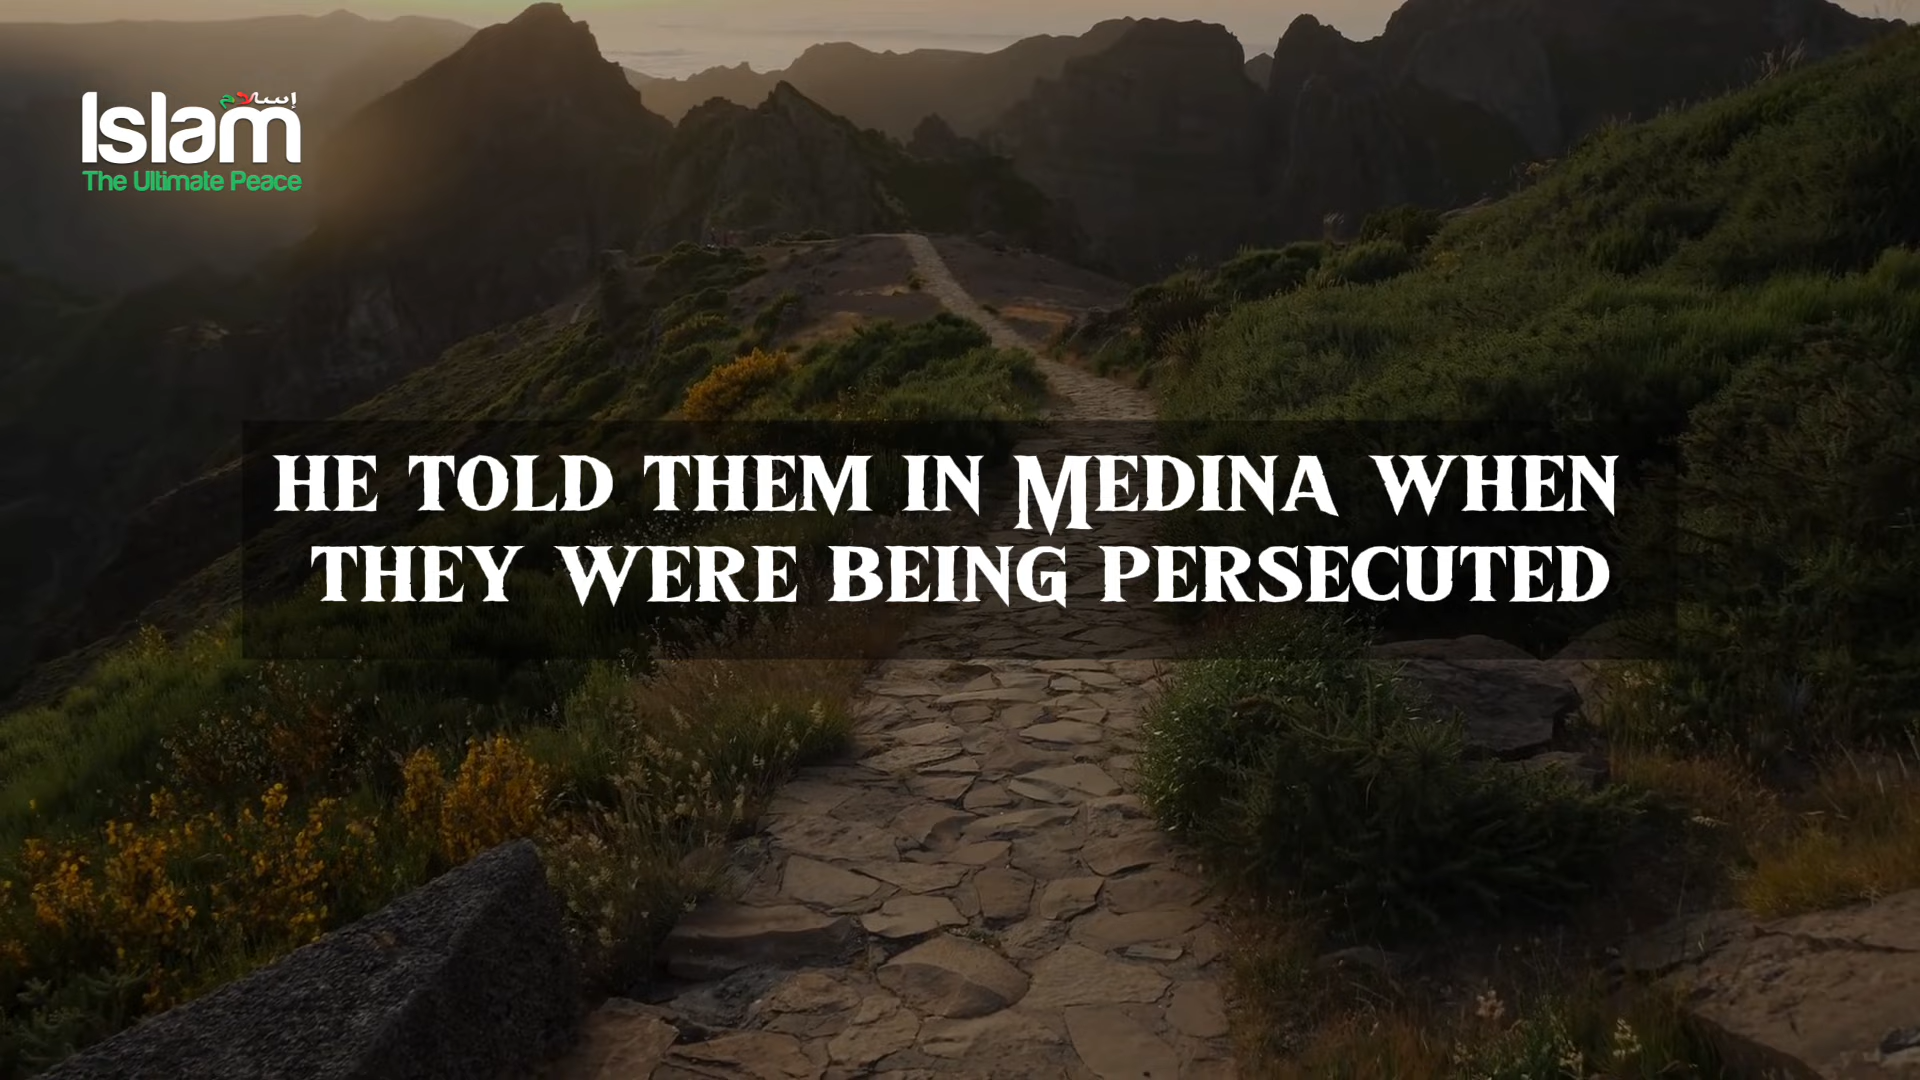 إسلام
Islam
The Ultimate Peace
HE TOLD THEM IN MEDINA WHEN
THEY WERE BEING PERSECUTED